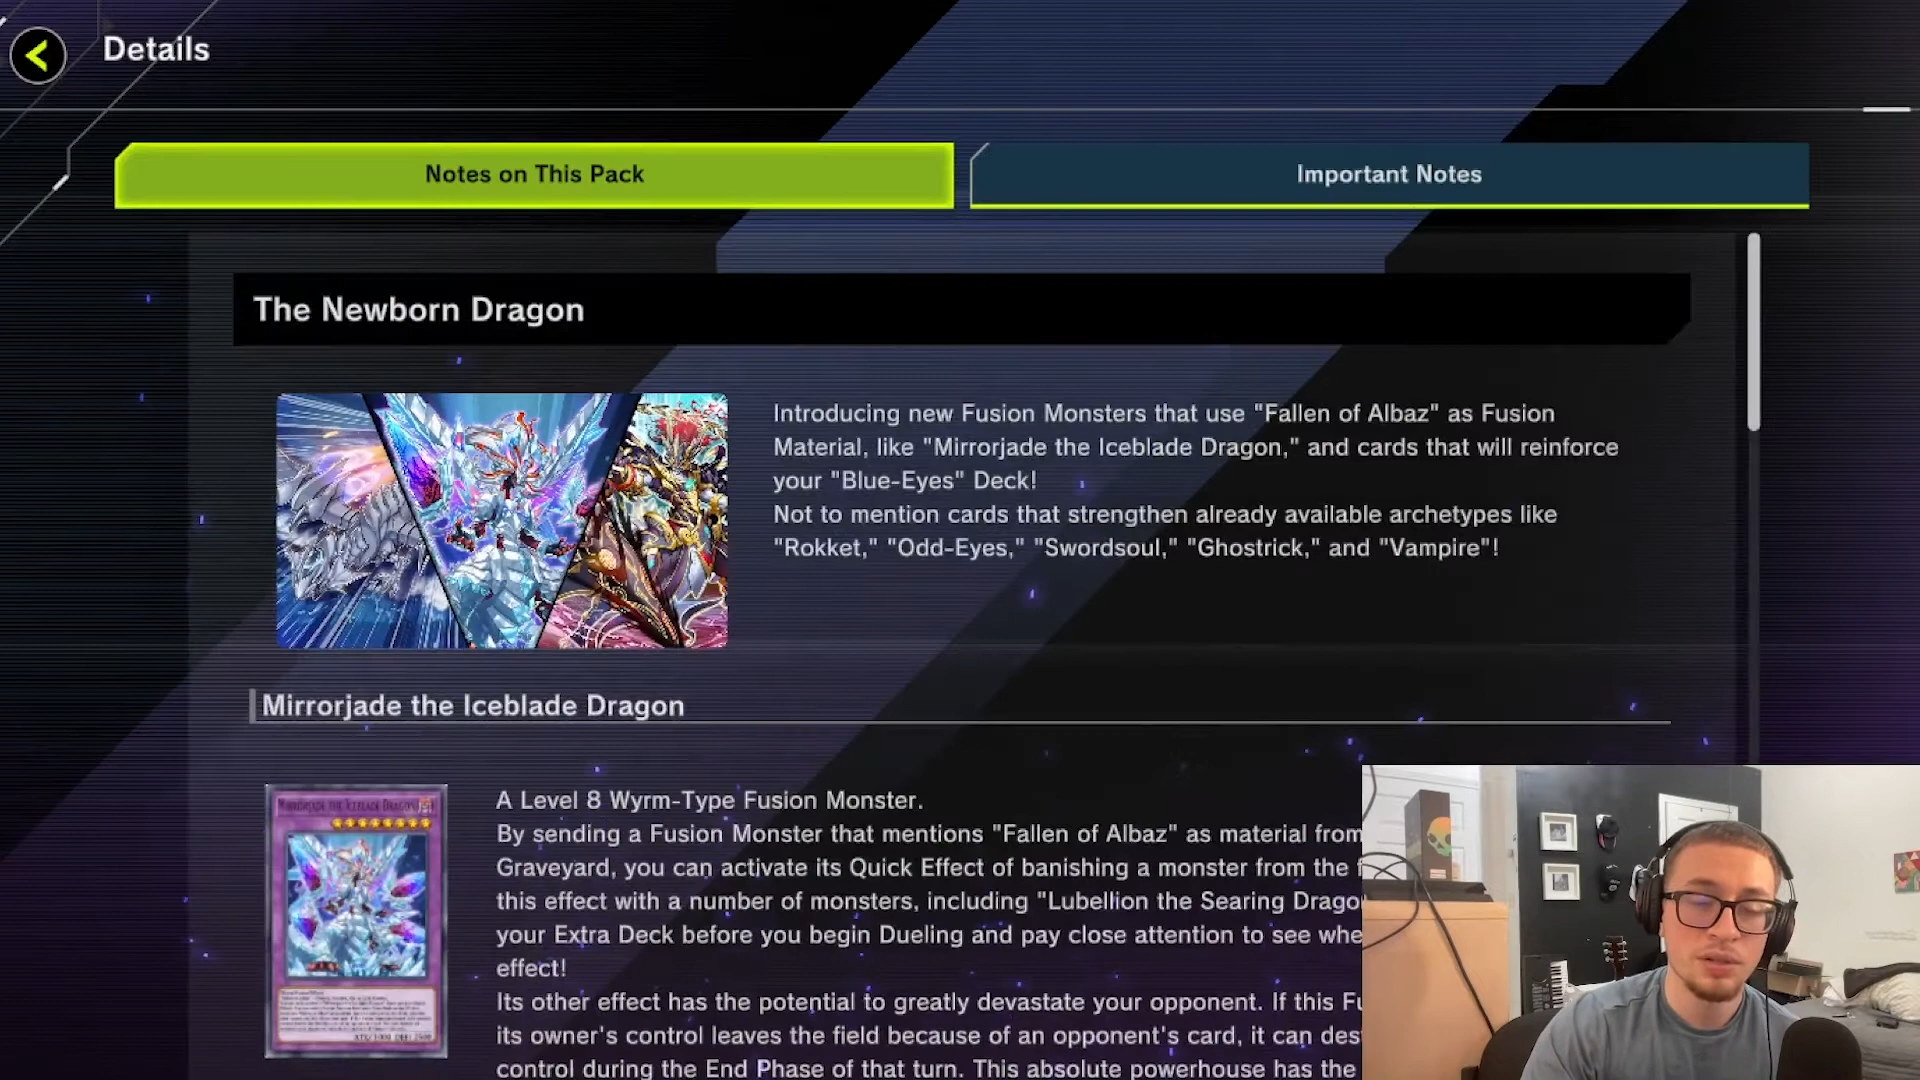 Details
Notes on This Pack
Important Notes
The Newborn Dragon
Introducing new Fusion Monsters that use "Fallen of Albaz" as Fusion
Material, like "Mirrorjade the Iceblade Dragon," and cards that will reinforce
your "Blue-Eyes" Deck!
Not to mention cards that strengthen already available archetypes like
"Rokket," "Odd-Eyes," "Swordsoul," "Ghostrick," and "Vampire"!
Mirrorjade the Iceblade Dragon
Mirrorjade the Iceblade Dragon
A Level 8 Wyrm-Type Fusion Monster.
By sending a Fusion Monster that mentions "Fallen of Albaz" as material from
Graveyard, you can activate its Quick Effect of banishing a monster from the
this effect with a number of monsters, including "Lubellion the Searing
your Extra Deck before you begin Dueling and pay close attention to see
effect!
Its other effect has the potential to greatly devastate your opponent. If this
its owner's control leaves the field because of an opponent's card, it can
control during the End Phase of that turn. This absolute powerhouse has the